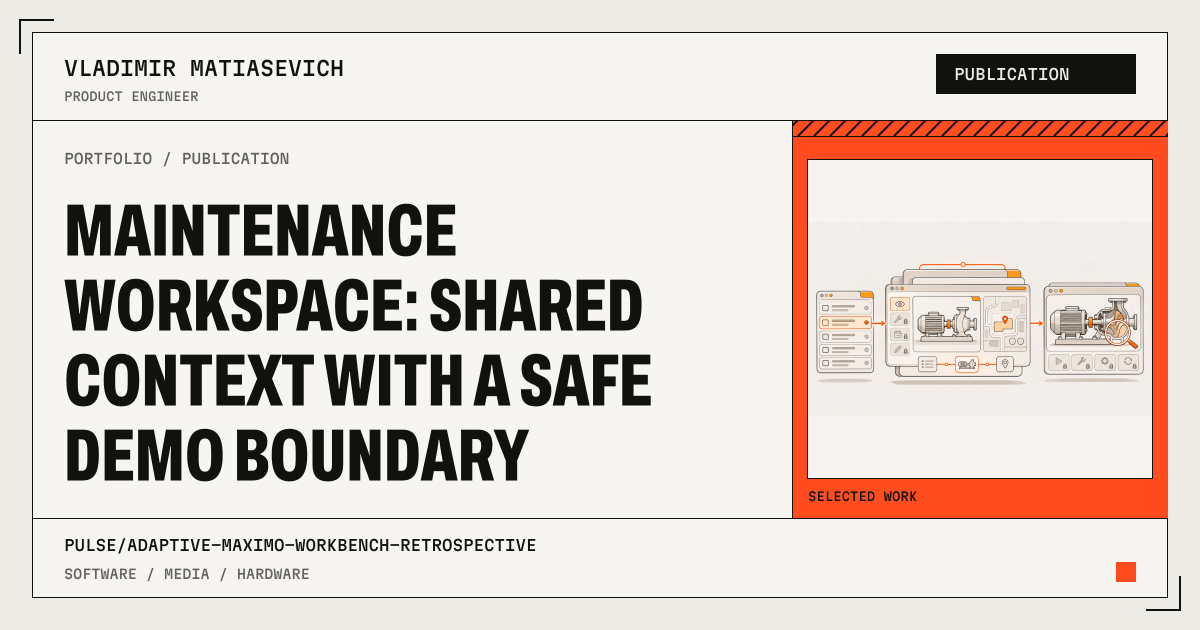 VLADIMIR MATIASEVICH
PRODUCT ENGINEER
PUBLICATION
PORTFOLIO / PUBLICATION
MAINTENANCE
WORKSPACE: SHARED
CONTEXT WITH A SAFE
DEMO BOUNDARY
SELECTED WORK
PULSE/ADAPTIVE–MAXIMO–WORKBENCH–RETROSPECTIVE
SOFTWARE / MEDIA / HARDWARE